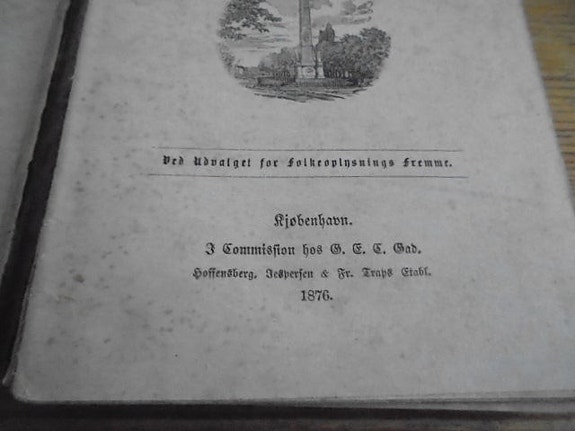 Ved Udvalget for Folkeoplysnings Fremme.
Kjøbenhavn.
I Commission hos G. E. C. Gad.
Hoffensberg, Jespersen & Fr. Traps Etabl.
1876.